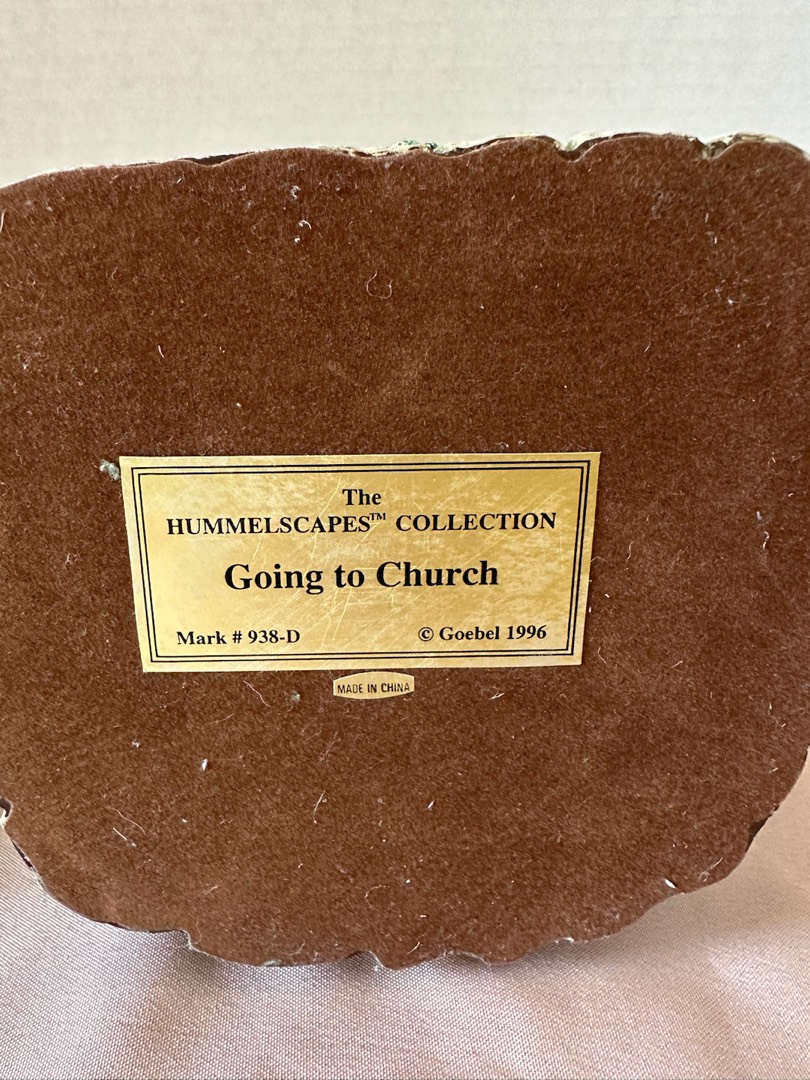 The
HUMMELSCAPES™ COLLECTION
Going to Church
Mark # 938-D © Goebel 1996
MADE IN CHINA